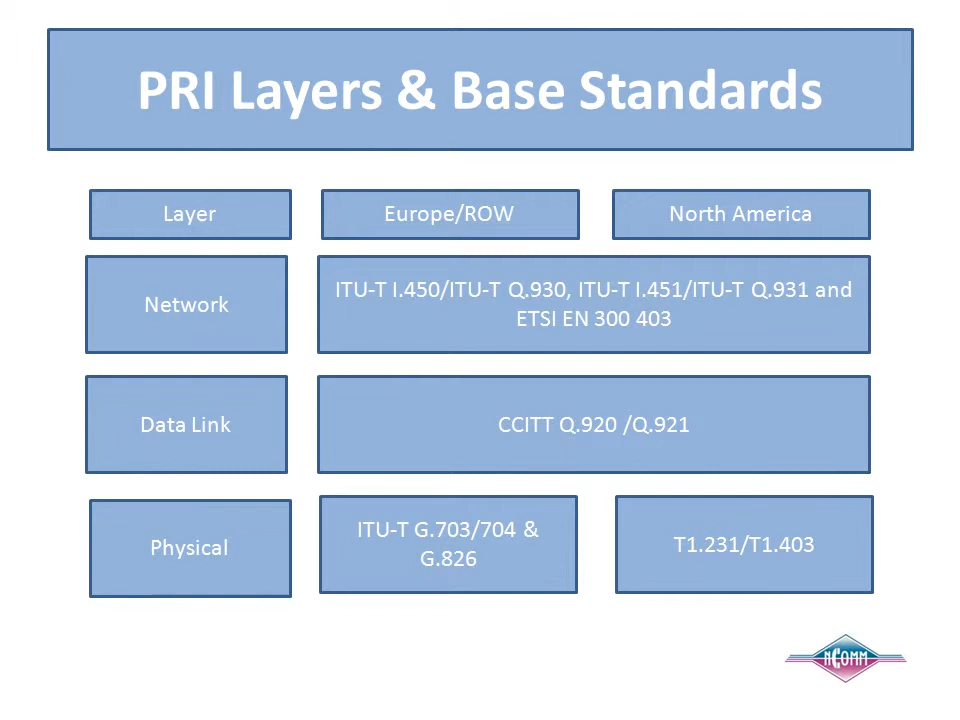 PRI Layers & Base Standards
Layer
Europe/ROW
North America
Network
ITU-T I.450/ITU-T Q.930, ITU-T I.451/ITU-T Q.931 and
ETSI EN 300 403
Data Link
CCITT Q.920 /Q.921
Physical
ITU-T G.703/704 &
G.826
T1.231/T1.403
NCOMM